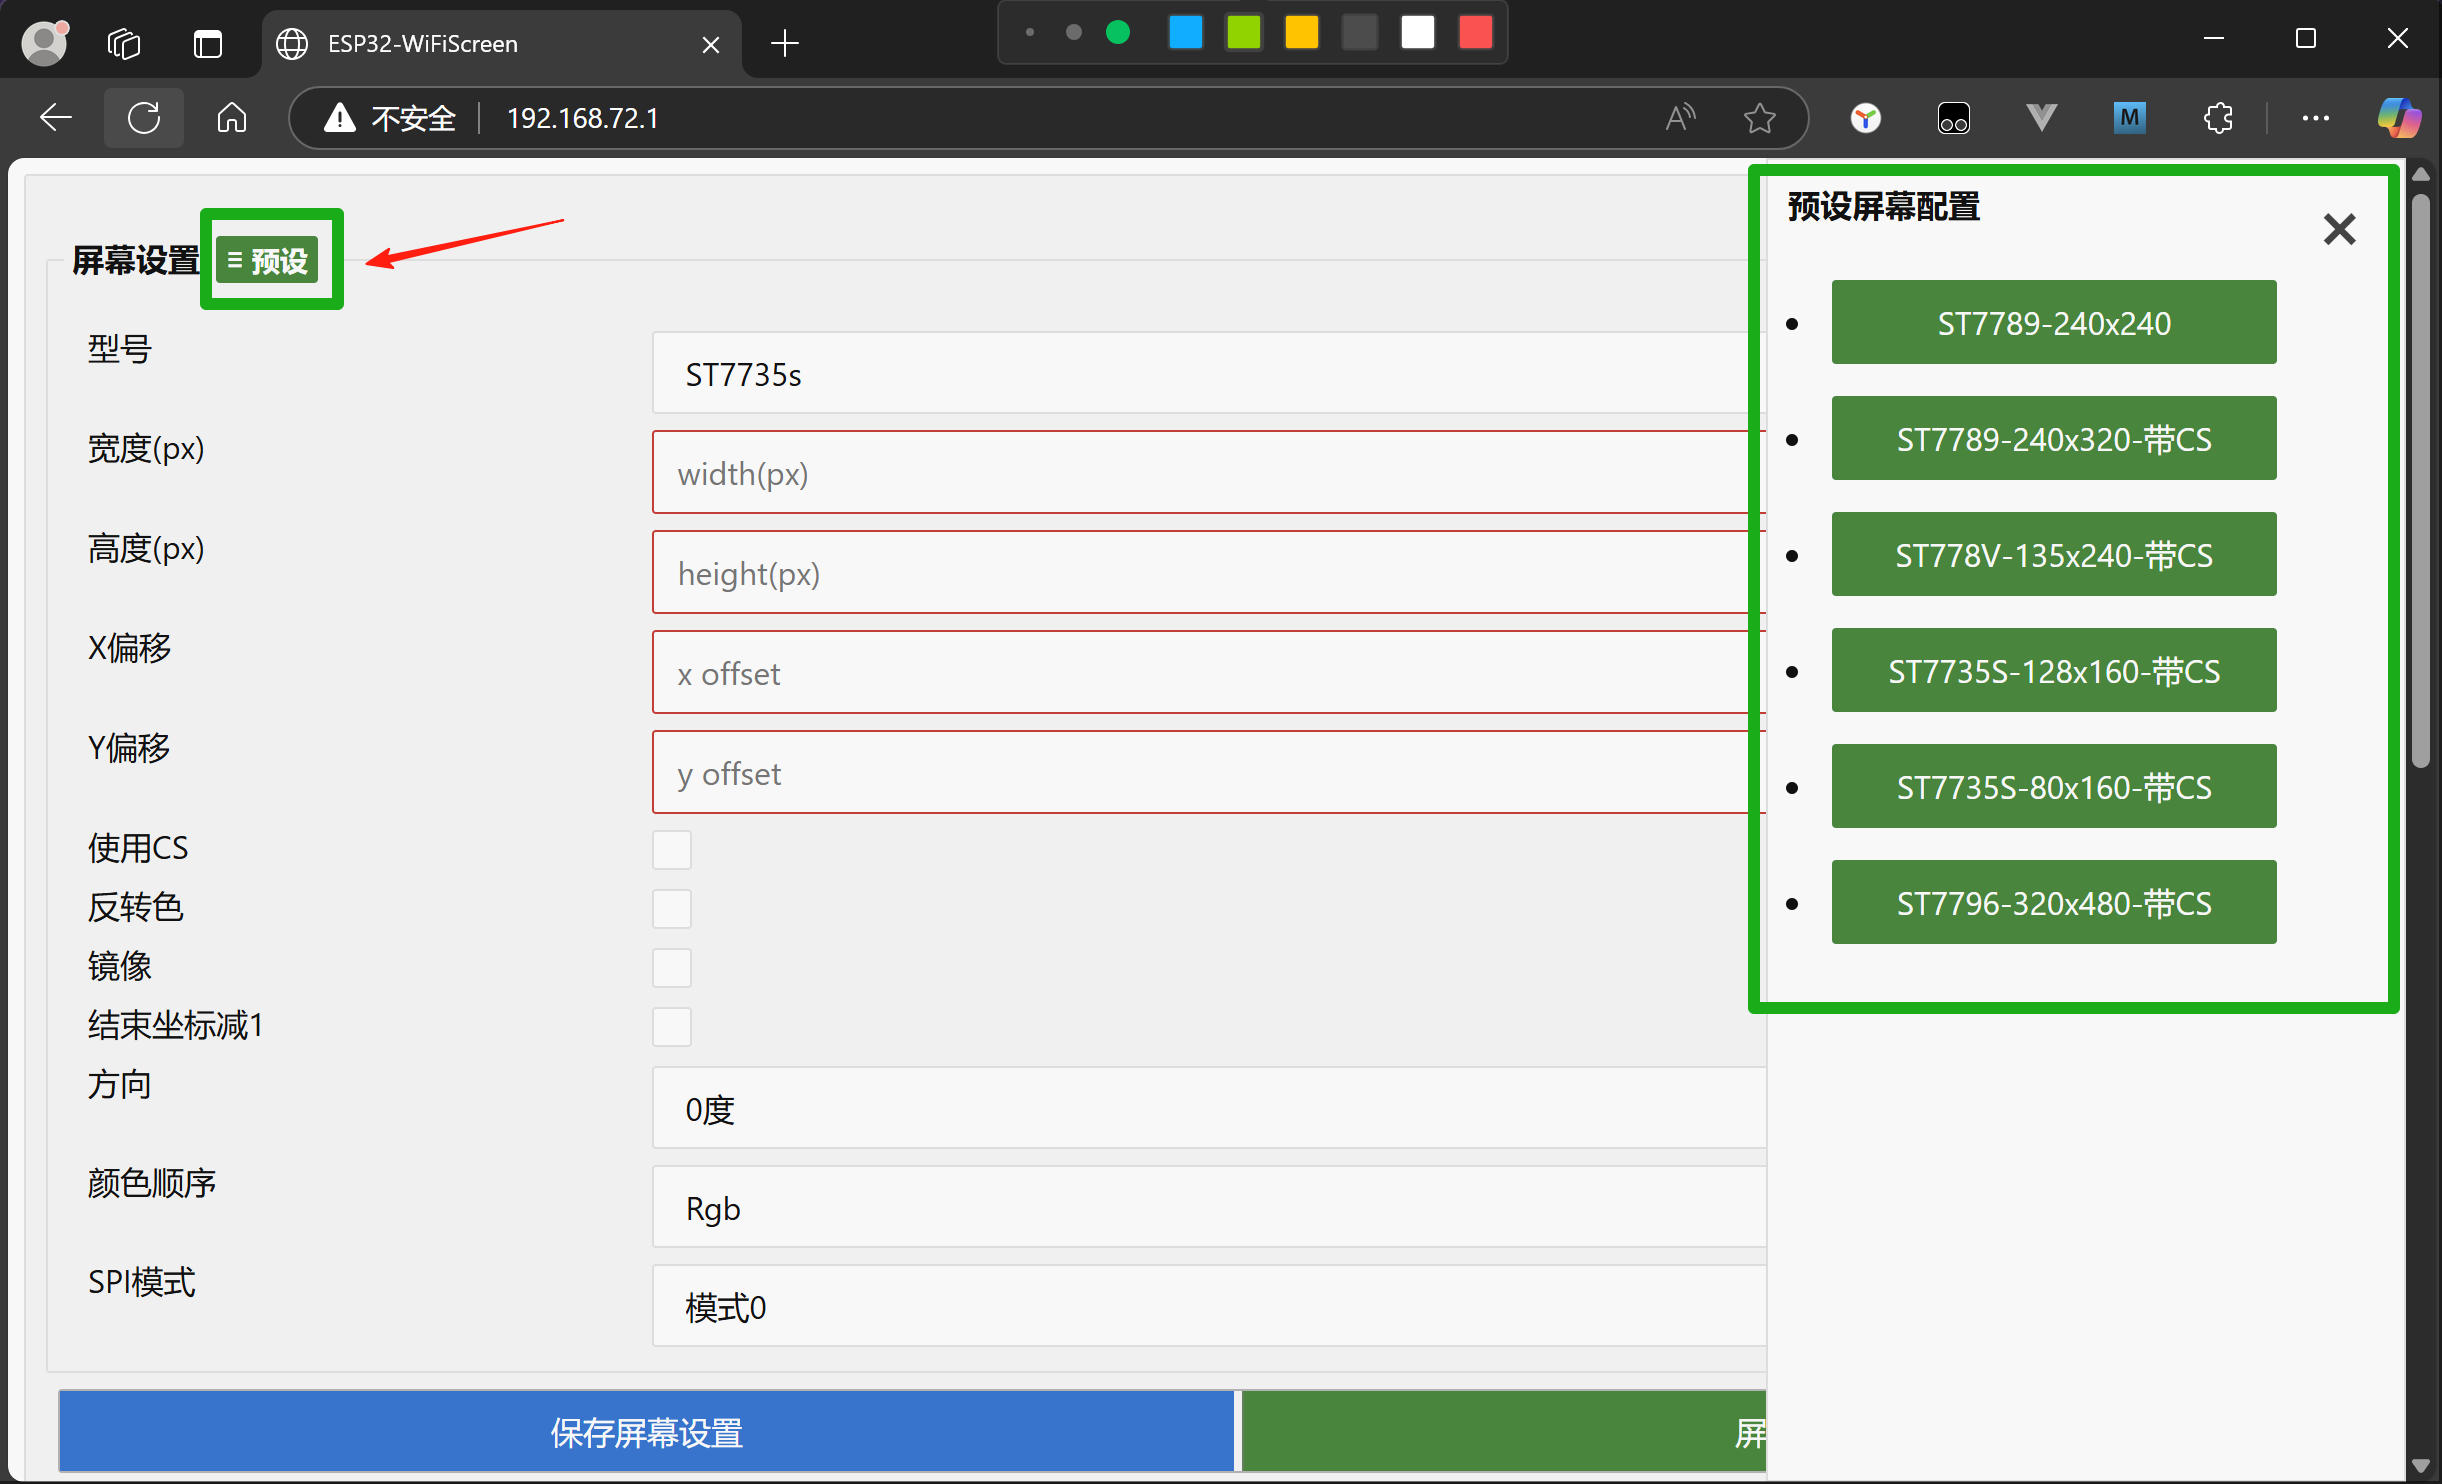 ESP32-WiFiScreen
不安全
192.168.72.1
屏幕设置
≡ 预设
型号
ST7735s
宽度(px)
width(px)
高度(px)
height(px)
X偏移
x offset
Y偏移
y offset
使用CS
反转色
镜像
结束坐标减1
方向
0度
颜色顺序
Rgb
SPI模式
模式0
保存屏幕设置
屏
预设屏幕配置
ST7789-240x240
ST7789-240x320-带CS
ST778V-135x240-带CS
ST7735S-128x160-带CS
ST7735S-80x160-带CS
ST7796-320x480-带CS